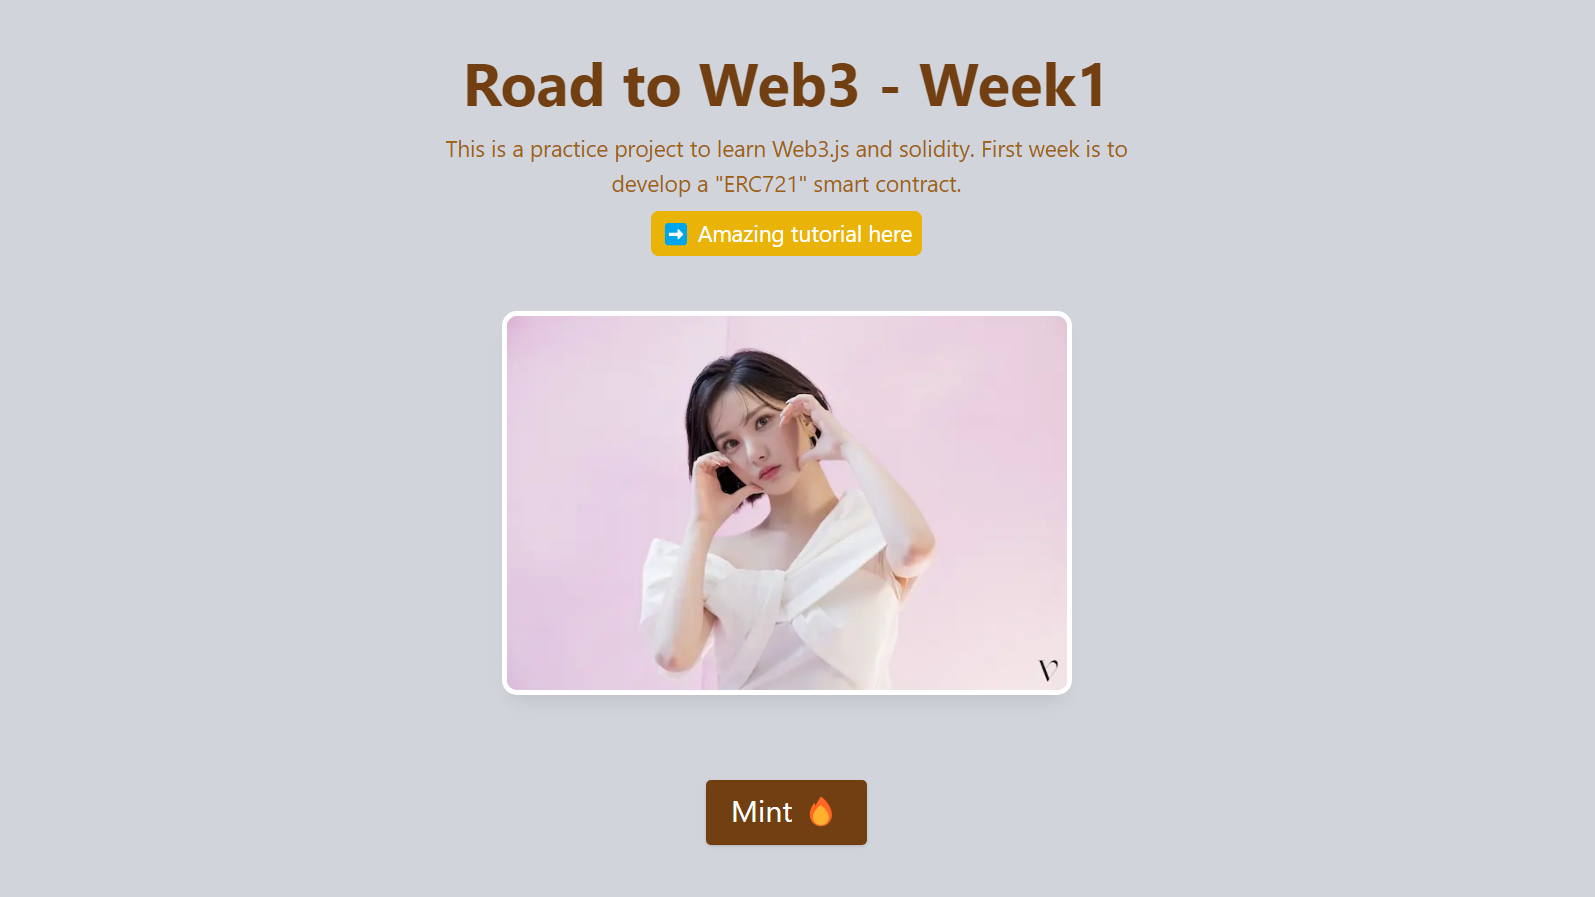 Road to Web3 - Week1
This is a practice project to learn Web3.js and solidity. First week is to
develop a "ERC721" smart contract.
➡️ Amazing tutorial here
V
Mint 🔥